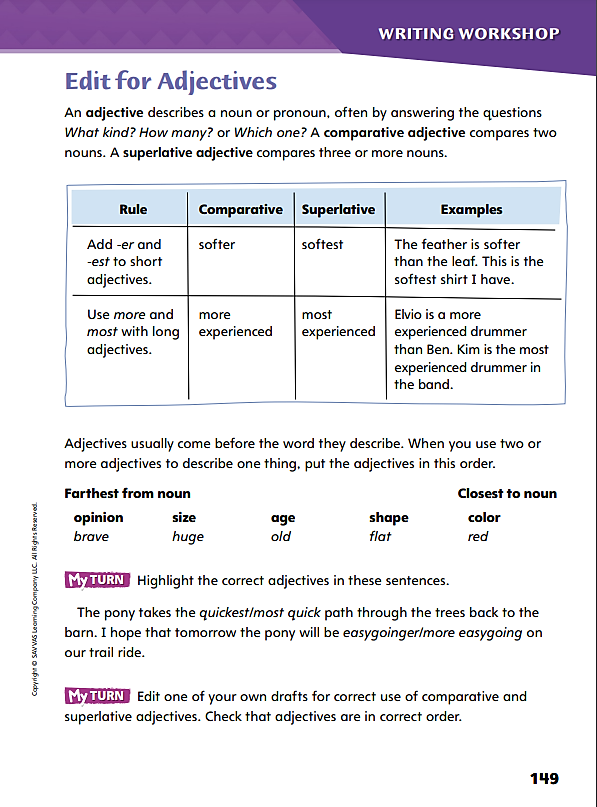 WRITING WORKSHOP
Edit for Adjectives
An adjective describes a noun or pronoun, often by answering the questions
What kind? How many? or Which one? A comparative adjective compares two
nouns. A superlative adjective compares three or more nouns.
Rule Comparative Superlative Examples
Add -er and softer softest The feather is softer
-est to short than the leaf. This is the
adjectives. softest shirt I have.
Use more and more most Elvio is a more
most with long experienced experienced experienced drummer
adjectives. than Ben. Kim is the most
experienced drummer in
the band.
Adjectives usually come before the word they describe. When you use two or
more adjectives to describe one thing, put the adjectives in this order.
Farthest from noun Closest to noun
opinion size age shape color
brave huge old flat red
My TURN Highlight the correct adjectives in these sentences.
The pony takes the quickest/most quick path through the trees back to the
barn. I hope that tomorrow the pony will be easygoinger/more easygoing on
our trail ride.
My TURN Edit one of your own drafts for correct use of comparative and
superlative adjectives. Check that adjectives are in correct order.
Copyright © SAVVAS Learning Company LLC. All Rights Reserved.
149